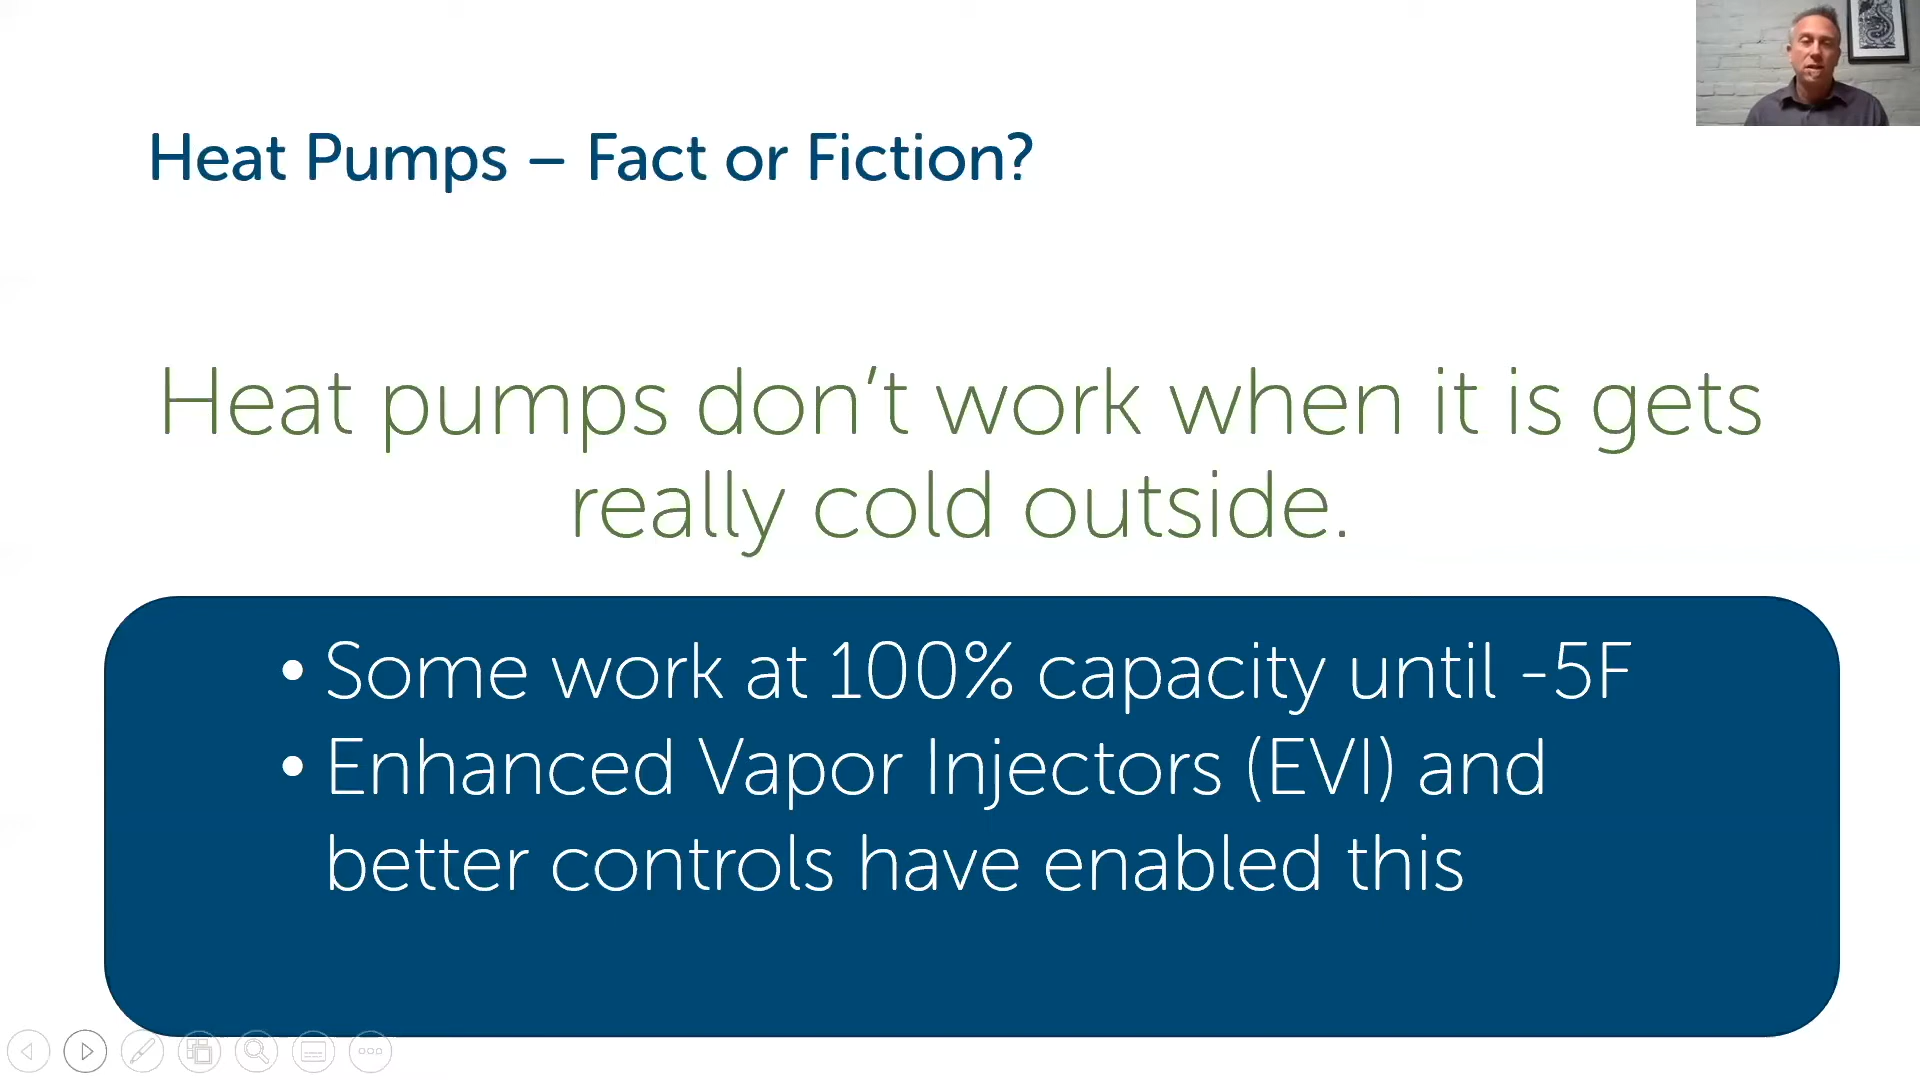 Heat Pumps – Fact or Fiction?
Heat pumps don’t work when it is gets
really cold outside.
• Some work at 100% capacity until -5F
• Enhanced Vapor Injectors (EVI) and
better controls have enabled this